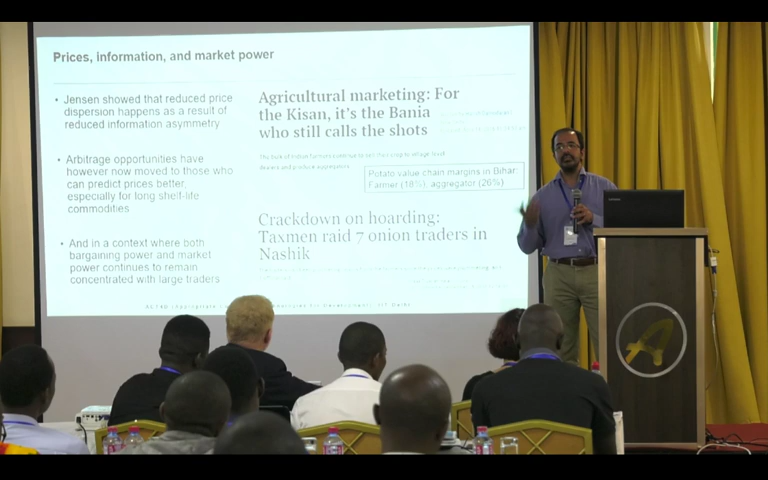 Prices, information, and market power
• Jensen showed that reduced price
dispersion happens as a result of
reduced information asymmetry
• Arbitrage opportunities have
however now moved to those who
can predict prices better,
especially for long shelf-life
commodities
• And in a context where both
bargaining power and market
power continues to remain
concentrated with large traders
Agricultural marketing: For
the Kisan, it's the Bania
who still calls the shots
Potato value chain margins in Bihar:
Farmer (18%), aggregator (26%)
Crackdown on hoarding:
Taxmen raid 7 onion traders in
Nashik